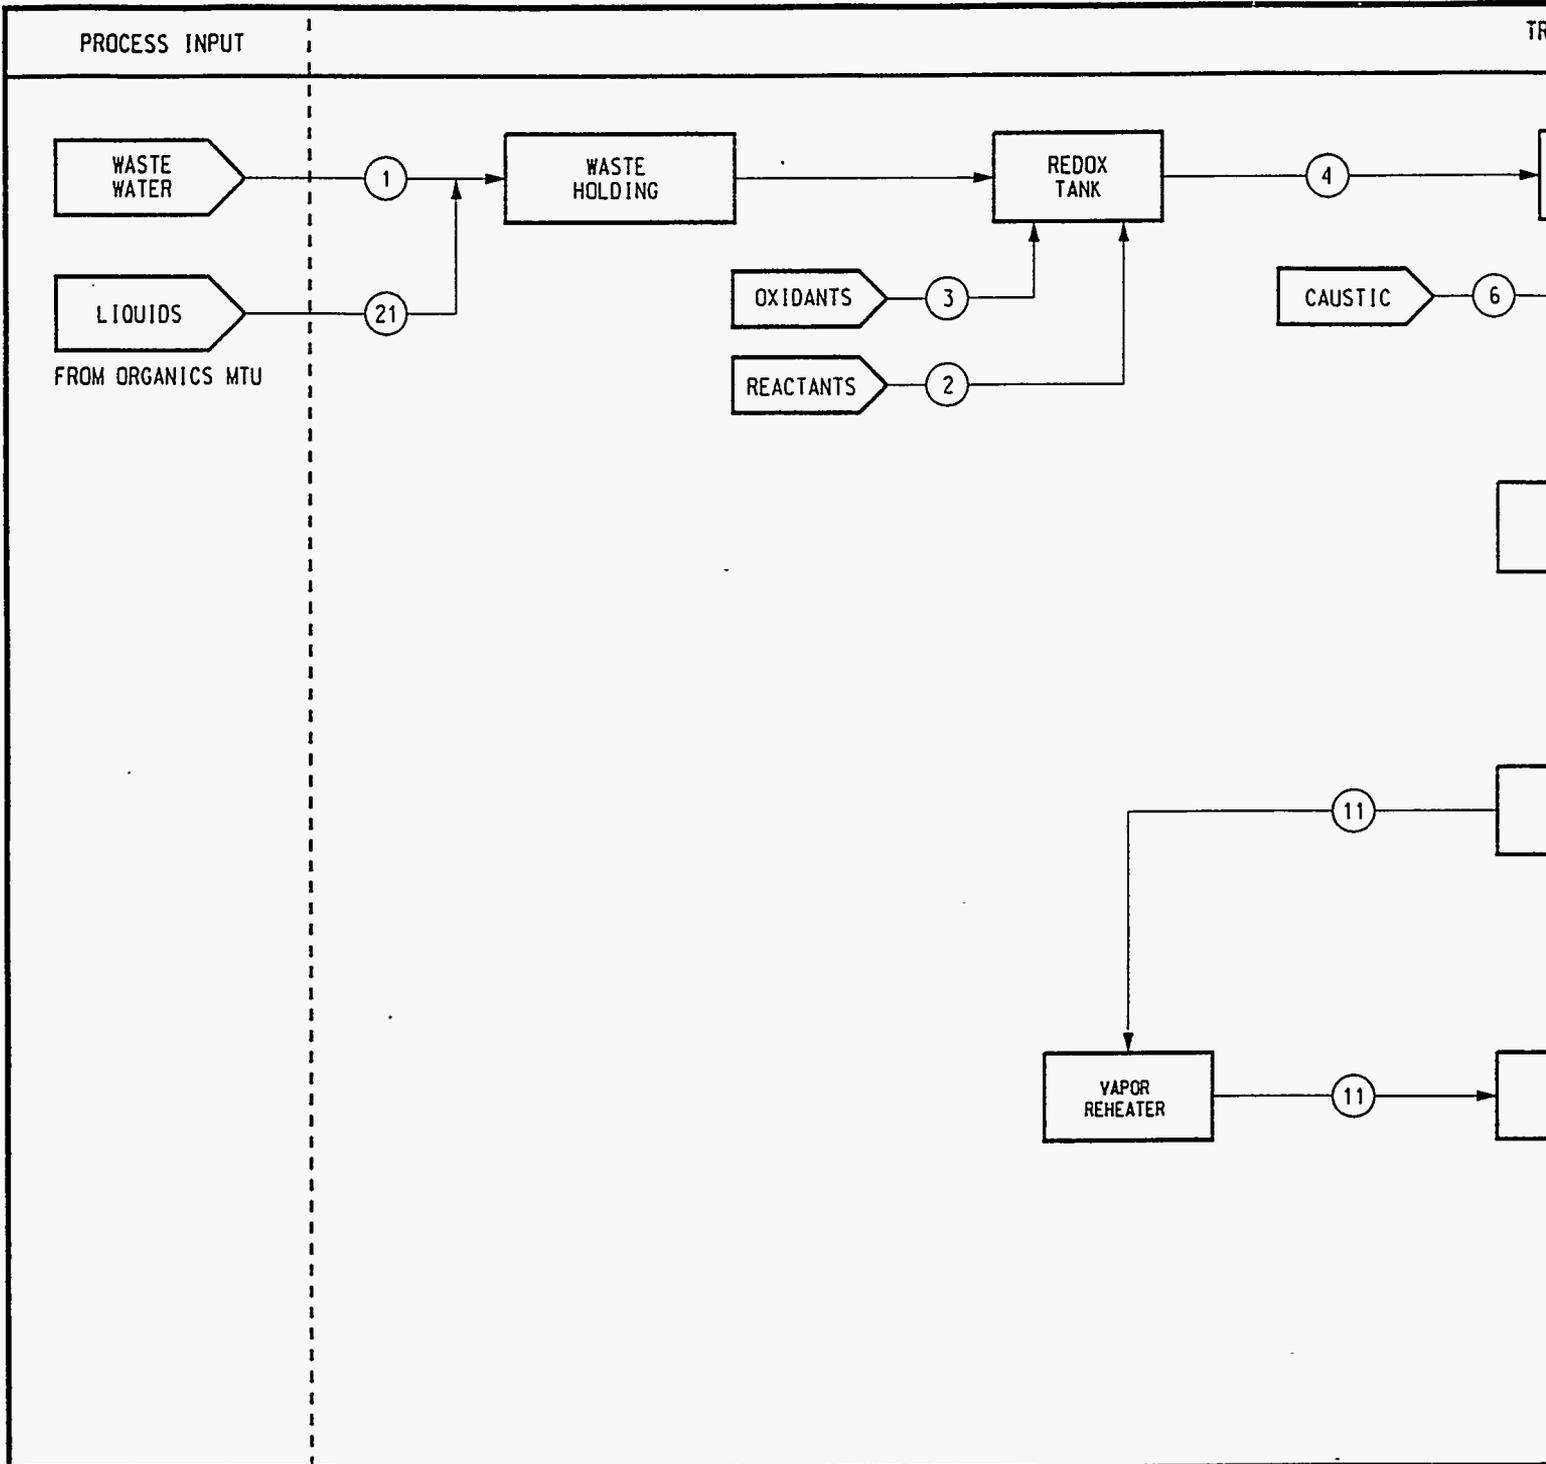 PROCESS INPUT
TR
WASTE
WATER
1
WASTE
HOLDING
REDOX
TANK
4
LIQUIDS
21
OXIDANTS
3
CAUSTIC
6
FROM ORGANICS MTU
REACTANTS
2
11
VAPOR
REHEATER
11